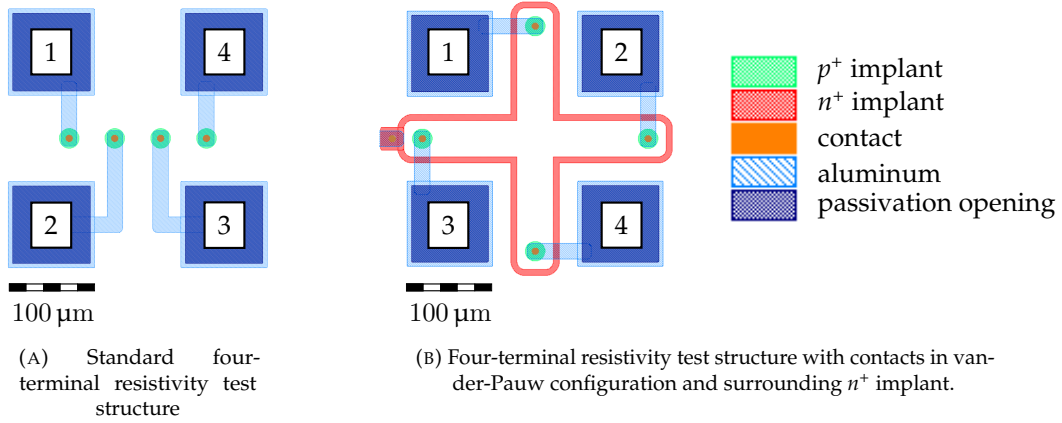 1
4
2
3
100 µm
(A) Standard four-
terminal resistivity test
structure
1
2
3
4
100 µm
(B) Four-terminal resistivity test structure with contacts in van-
der-Pauw configuration and surrounding n⁺ implant.
p⁺ implant
n⁺ implant
contact
aluminum
passivation opening